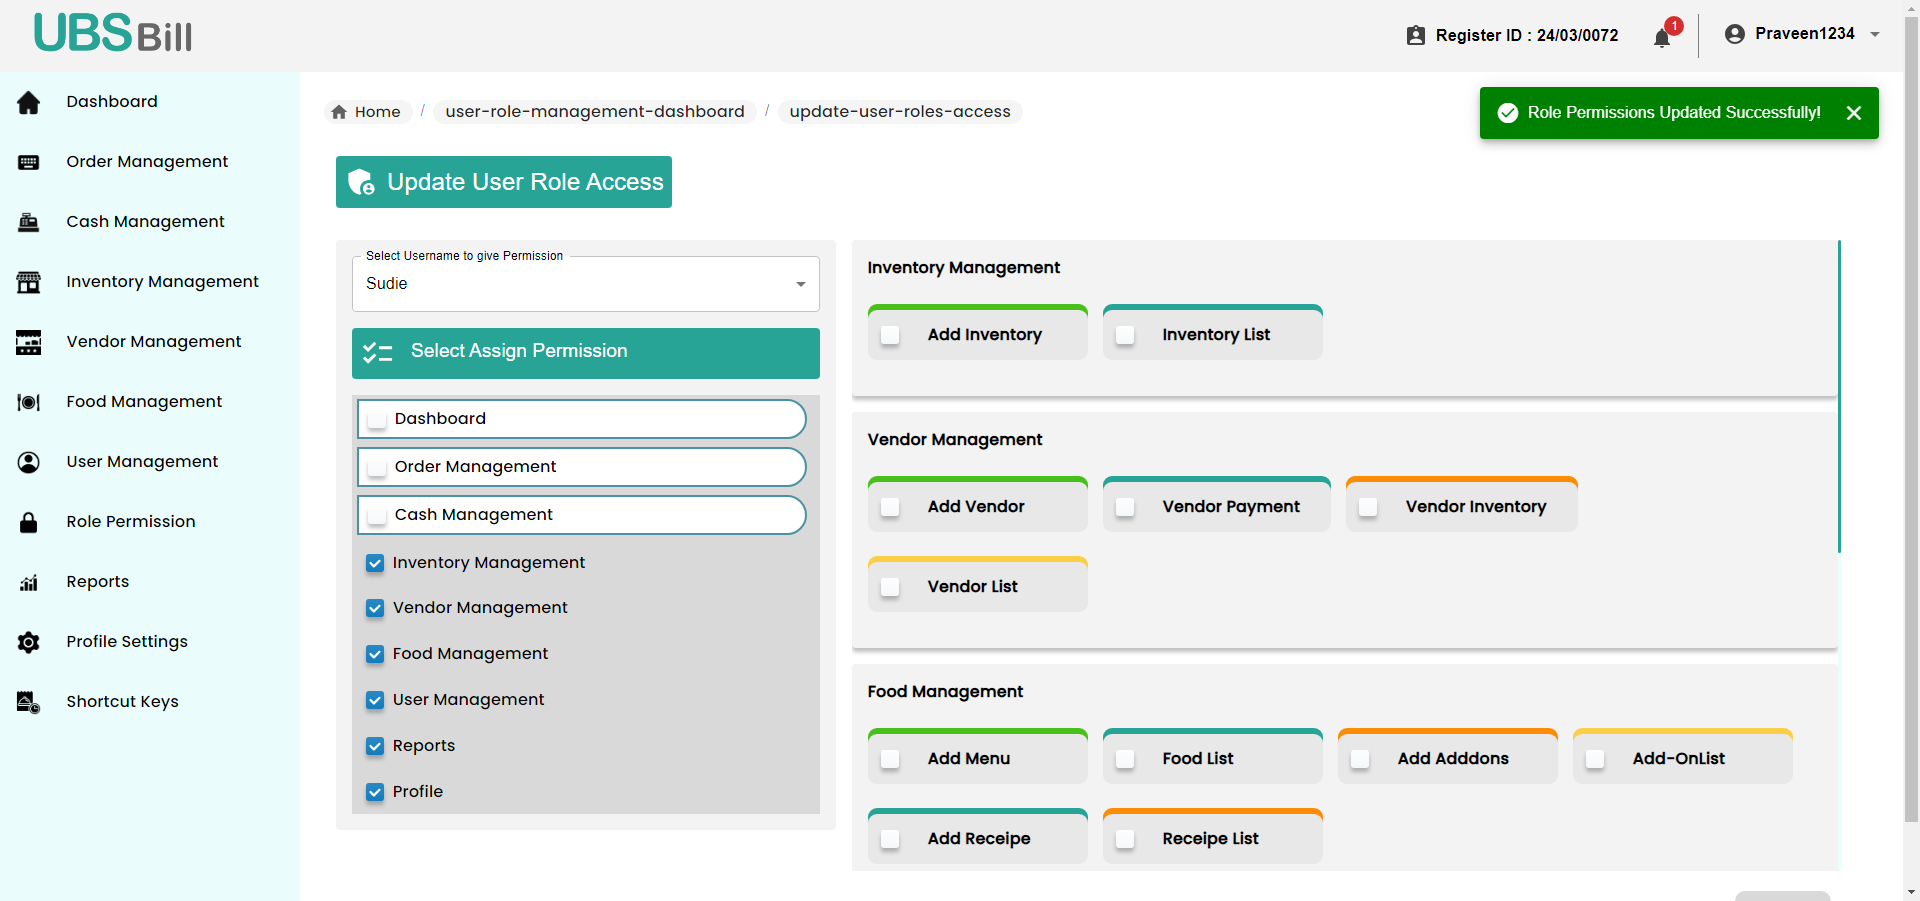 UBS Bill
Register ID : 24/03/0072
1
Praveen1234
Dashboard
Order Management
Cash Management
Inventory Management
Vendor Management
Food Management
User Management
Role Permission
Reports
Profile Settings
Shortcut Keys
Home / user-role-management-dashboard / update-user-roles-access
Role Permissions Updated Successfully!
Update User Role Access
Select Username to give Permission
Sudie
Select Assign Permission
Dashboard
Order Management
Cash Management
Inventory Management
Vendor Management
Food Management
User Management
Reports
Profile
Inventory Management
Add Inventory
Inventory List
Vendor Management
Add Vendor
Vendor Payment
Vendor Inventory
Vendor List
Food Management
Add Menu
Food List
Add Adddons
Add-OnList
Add Receipe
Receipe List